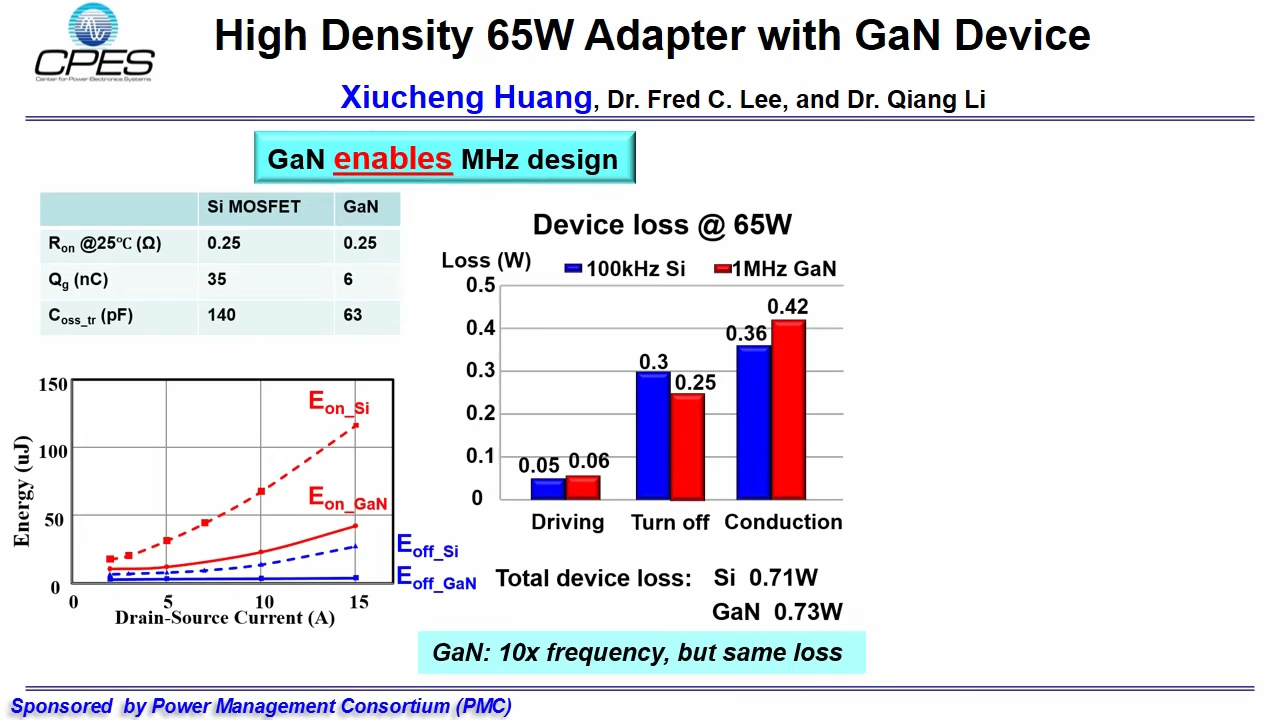 CPES
Center for Power Electronics Systems
High Density 65W Adapter with GaN Device
Xiucheng Huang, Dr. Fred C. Lee, and Dr. Qiang Li
GaN enables MHz design
Si MOSFET GaN
Ron @25℃ (Ω) 0.25 0.25
Qg (nC) 35 6
Coss_tr (pF) 140 63
150
100
50
0
Energy (uJ)
0 5 10 15
Drain-Source Current (A)
Eon_Si
Eon_GaN
Eoff_Si
Eoff_GaN
Device loss @ 65W
Loss (W)
100kHz Si 1MHz GaN
0.5
0.4
0.3
0.2
0.1
0
0.05 0.06
0.3 0.25
0.36 0.42
Driving Turn off Conduction
Total device loss: Si 0.71W
GaN 0.73W
GaN: 10x frequency, but same loss
Sponsored by Power Management Consortium (PMC)